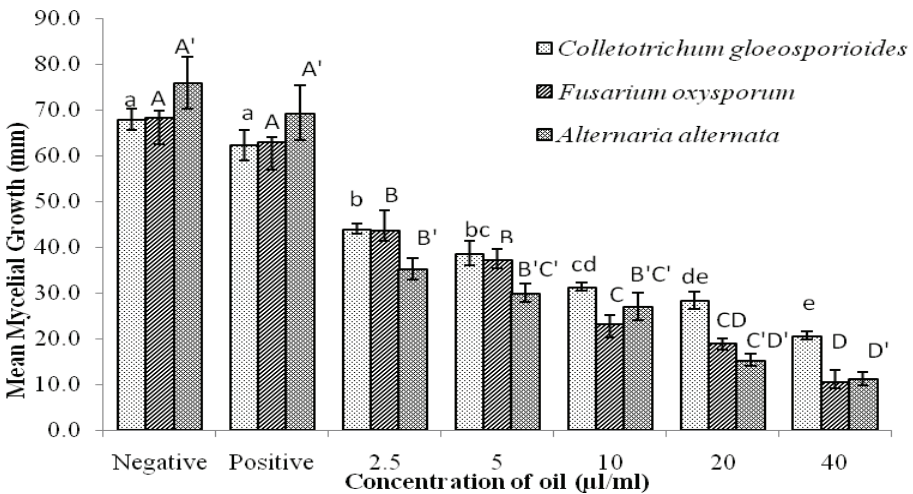 90.0
80.0
70.0
60.0
50.0
40.0
30.0
20.0
10.0
0.0
Mean Mycelial Growth (mm)
Colletotrichum gloeosporioides
Fusarium oxysporum
Alternaria alternata
a A A'
a A A'
b B B'
bc B B'C'
cd C B'C'
de CD C'D'
e D D'
Negative Positive 2.5 5 10 20 40
Concentration of oil (µl/ml)